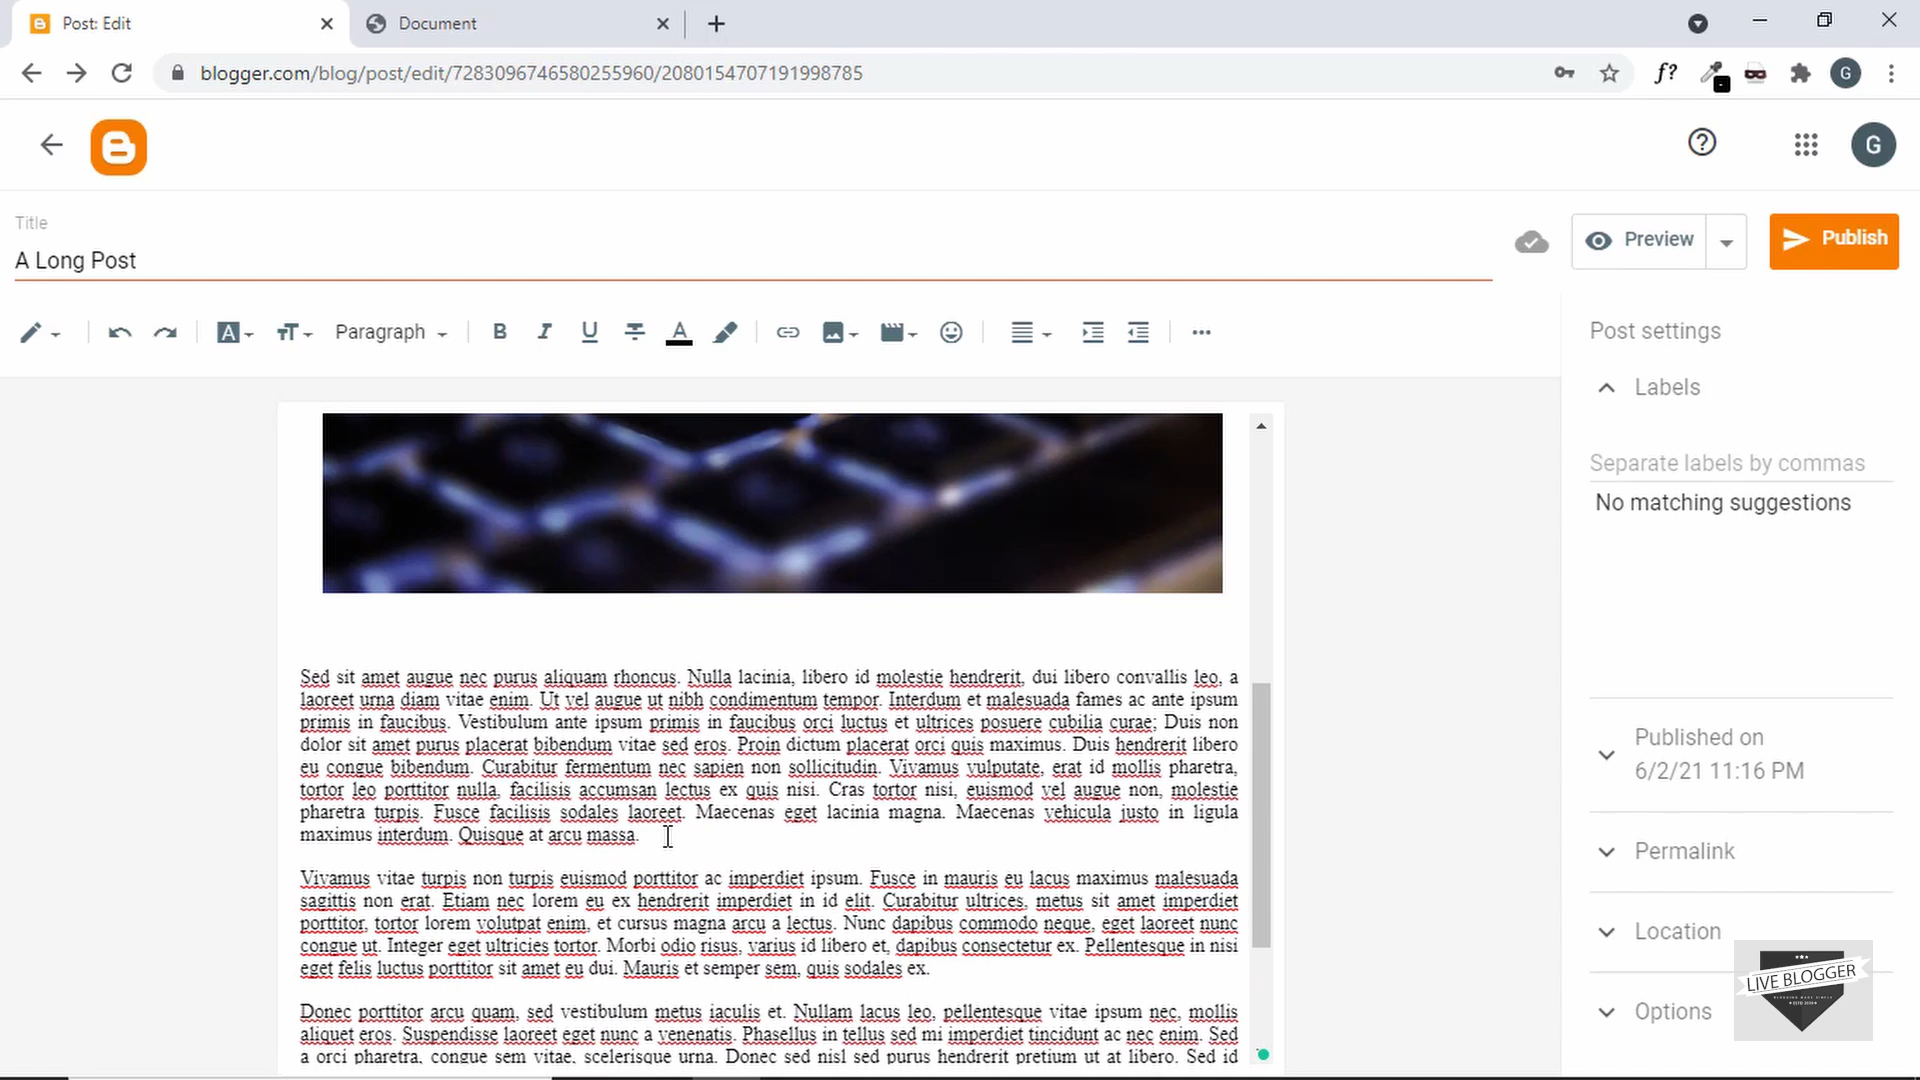 Post: Edit
Document
blogger.com/blog/post/edit/7283096746580255960/2080154707191998785
f?
G
G
Title
A Long Post
Preview
Publish
Paragraph
B
I
U
A
Post settings
Labels
Separate labels by commas
No matching suggestions
Published on
6/2/21 11:16 PM
Permalink
Location
Options
Sed sit amet augue nec purus aliquam rhoncus. Nulla lacinia, libero id molestie hendrerit, dui libero convallis leo, a
laoreet urna diam vitae enim. Ut vel augue ut nibh condimentum tempor. Interdum et malesuada fames ac ante ipsum
primis in faucibus. Vestibulum ante ipsum primis in faucibus orci luctus et ultrices posuere cubilia curae; Duis non
dolor sit amet purus placerat bibendum vitae sed eros. Proin dictum placerat orci quis maximus. Duis hendrerit libero
eu congue bibendum. Curabitur fermentum nec sapien non sollicitudin. Vivamus vulputate, erat id mollis pharetra,
tortor leo porttitor nulla, facilisis accumsan lectus ex quis nisi. Cras tortor nisi, euismod vel augue non, molestie
pharetra turpis. Fusce facilisis sodales laoreet. Maecenas eget lacinia magna. Maecenas vehicula justo in ligula
maximus interdum. Quisque at arcu massa.
Vivamus vitae turpis non turpis euismod porttitor ac imperdiet ipsum. Fusce in mauris eu lacus maximus malesuada
sagittis non erat. Etiam nec lorem eu ex hendrerit imperdiet in id elit. Curabitur ultrices, metus sit amet imperdiet
porttitor, tortor lorem volutpat enim, et cursus magna arcu a lectus. Nunc dapibus commodo neque, eget laoreet nunc
congue ut. Integer eget ultricies tortor. Morbi odio risus, varius id libero et, dapibus consectetur ex. Pellentesque in nisi
eget felis luctus porttitor sit amet eu dui. Mauris et semper sem, quis sodales ex.
Donec porttitor arcu quam, sed vestibulum metus iaculis et. Nullam lacus leo, pellentesque vitae ipsum nec, mollis
aliquet eros. Suspendisse laoreet eget nunc a venenatis. Phasellus in tellus sed mi imperdiet tincidunt ac nec enim. Sed
a orci pharetra, congue sem vitae, scelerisque urna. Donec sed nisl sed purus hendrerit pretium ut at libero. Sed id
LIVE BLOGGER